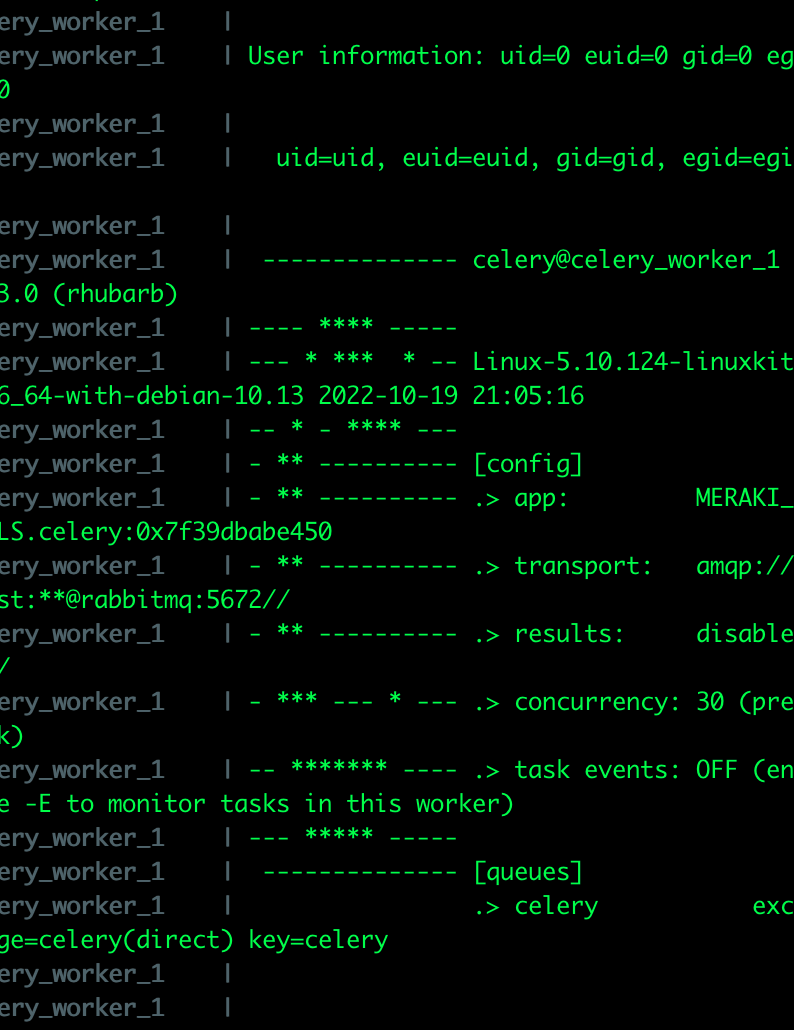 ery_worker_1    |
ery_worker_1    | User information: uid=0 euid=0 gid=0 eg
0
ery_worker_1    |
ery_worker_1    |   uid=uid, euid=euid, gid=gid, egid=egi
ery_worker_1    |
ery_worker_1    |  -------------- celery@celery_worker_1
3.0 (rhubarb)
ery_worker_1    | ---- **** -----
ery_worker_1    | --- * ***  * -- Linux-5.10.124-linuxkit
6_64-with-debian-10.13 2022-10-19 21:05:16
ery_worker_1    | -- * - **** ---
ery_worker_1    | - ** ---------- [config]
ery_worker_1    | - ** ---------- .> app:         MERAKI_
LS.celery:0x7f39dbabe450
ery_worker_1    | - ** ---------- .> transport:   amqp://
st:**@rabbitmq:5672//
ery_worker_1    | - ** ---------- .> results:     disable
/
ery_worker_1    | - *** --- * --- .> concurrency: 30 (pre
k)
ery_worker_1    | -- ******* ---- .> task events: OFF (en
e -E to monitor tasks in this worker)
ery_worker_1    | --- ***** -----
ery_worker_1    |  -------------- [queues]
ery_worker_1    |                 .> celery           exc
ge=celery(direct) key=celery
ery_worker_1    |
ery_worker_1    |